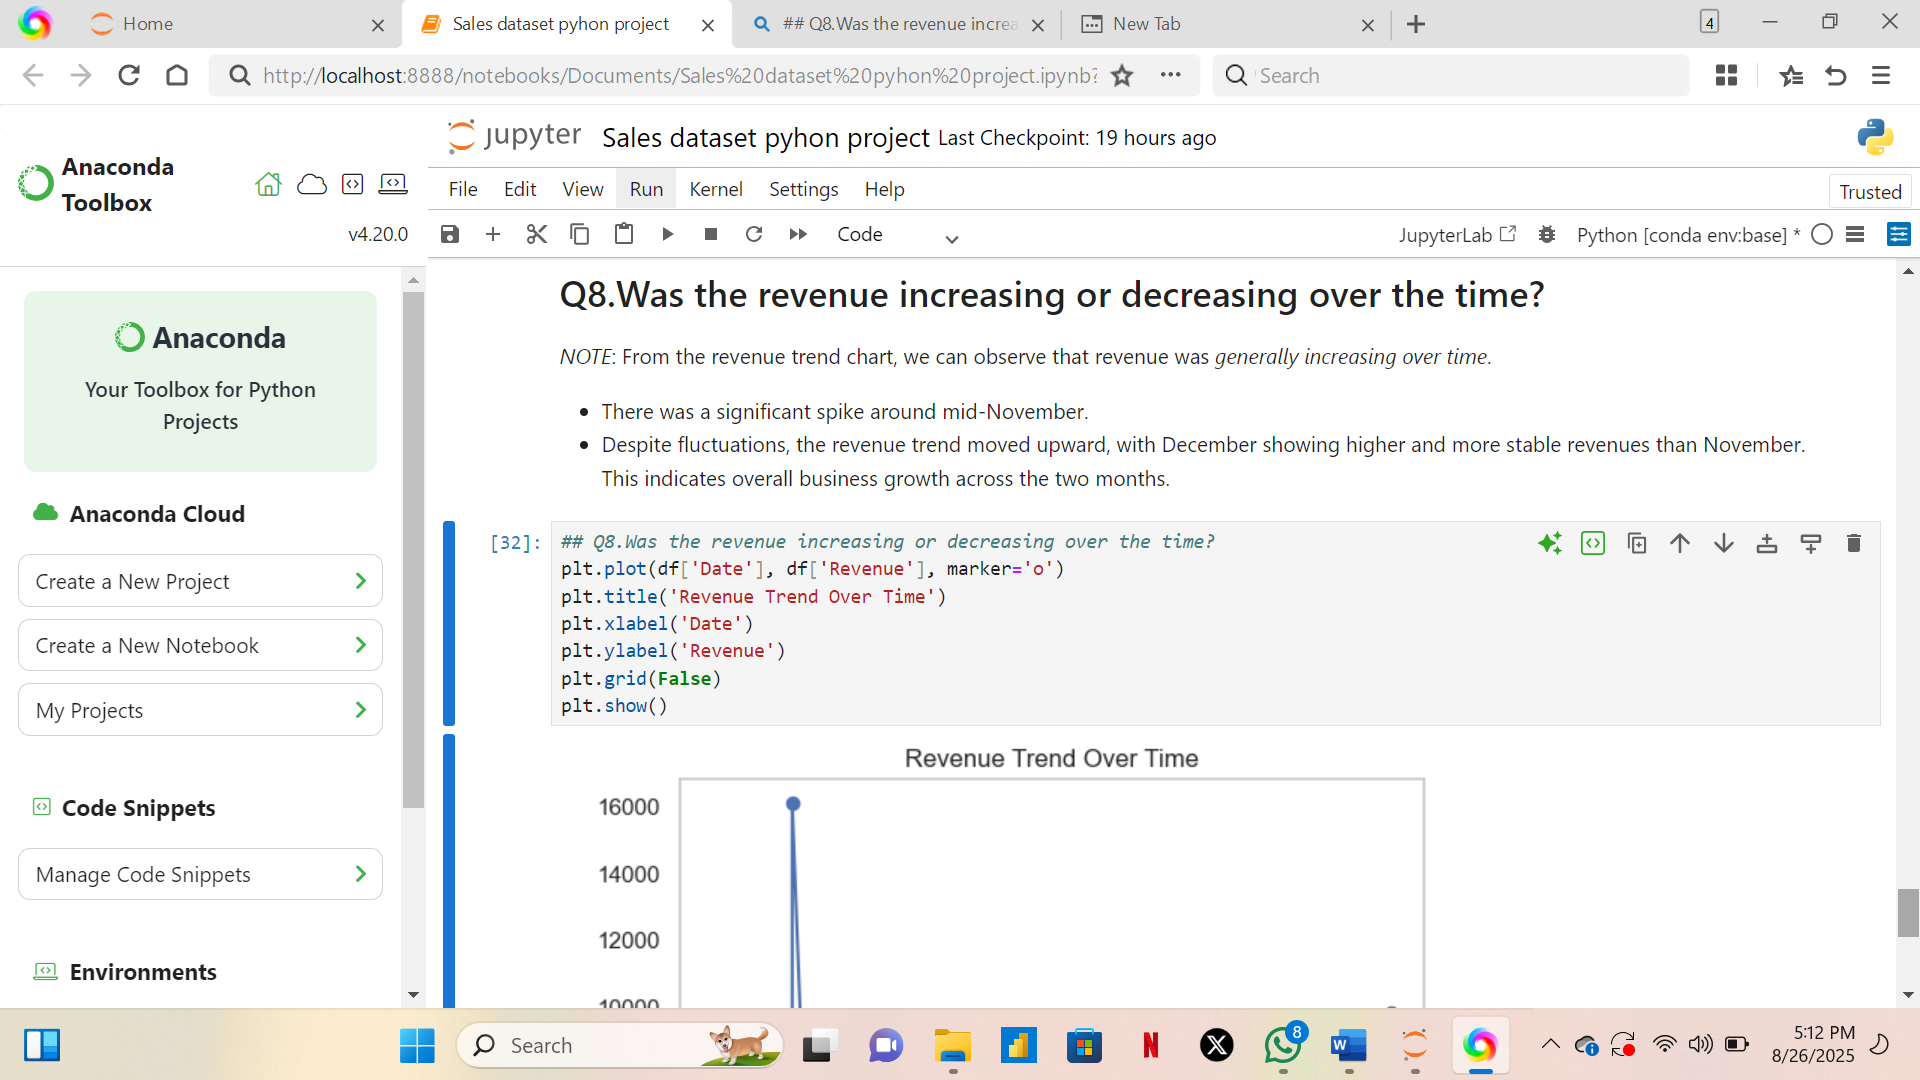 Home
Sales dataset pyhon project
## Q8.Was the revenue increa
New Tab
4
http://localhost:8888/notebooks/Documents/Sales%20dataset%20pyhon%20project.ipynb?
Search
Anaconda
Toolbox
v4.20.0
jupyter Sales dataset pyhon project Last Checkpoint: 19 hours ago
File Edit View Run Kernel Settings Help
Trusted
Code
JupyterLab
Python [conda env:base] *
Anaconda
Your Toolbox for Python
Projects
Anaconda Cloud
Create a New Project
Create a New Notebook
My Projects
Code Snippets
Manage Code Snippets
Environments
Q8.Was the revenue increasing or decreasing over the time?
NOTE: From the revenue trend chart, we can observe that revenue was generally increasing over time.
There was a significant spike around mid-November.
Despite fluctuations, the revenue trend moved upward, with December showing higher and more stable revenues than November.
This indicates overall business growth across the two months.
[32]:
## Q8.Was the revenue increasing or decreasing over the time?
plt.plot(df['Date'], df['Revenue'], marker='o')
plt.title('Revenue Trend Over Time')
plt.xlabel('Date')
plt.ylabel('Revenue')
plt.grid(False)
plt.show()
Revenue Trend Over Time
16000
14000
12000
10000
Search
N
X
8
W
5:12 PM
8/26/2025